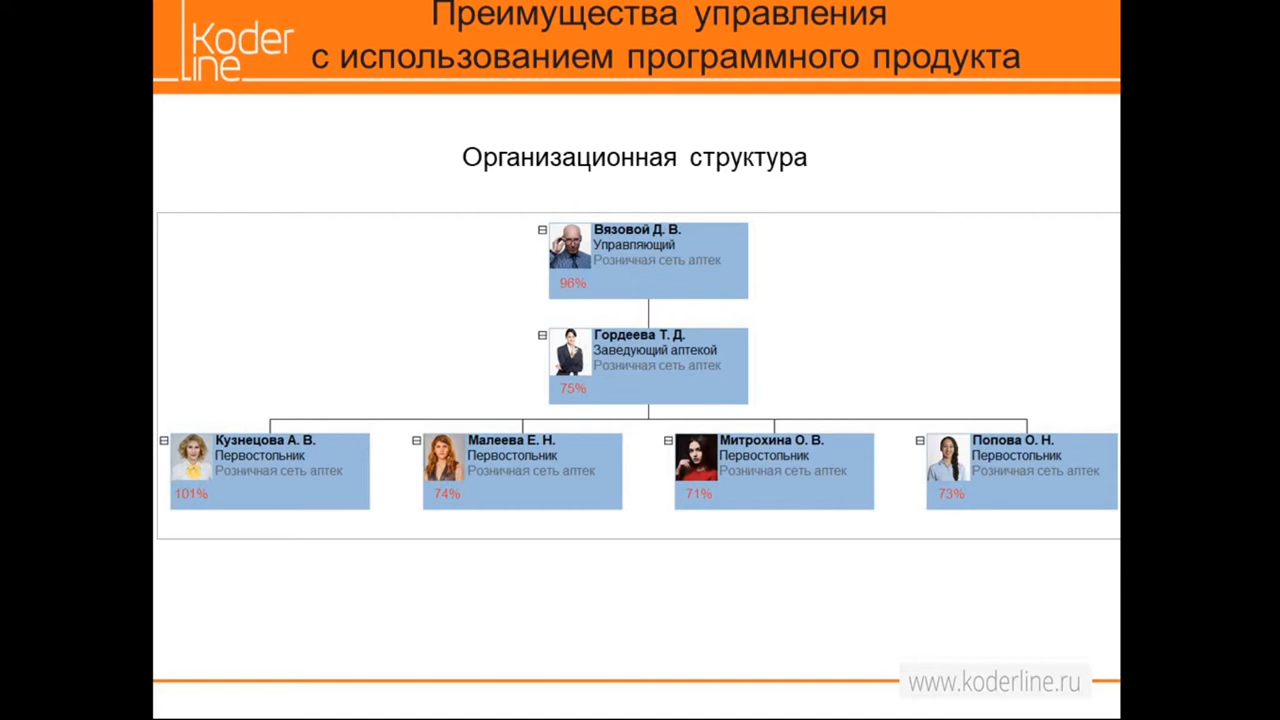 Преимущества управления
с использованием программного продукта
Koder
line
Организационная структура
Вязовой Д. В.
Управляющий
Розничная сеть аптек
96%
Гордеева Т. Д.
Заведующий аптекой
Розничная сеть аптек
75%
Кузнецова А. В.
Первостольник
Розничная сеть аптек
101%
Малеева Е. Н.
Первостольник
Розничная сеть аптек
74%
Митрохина О. В.
Первостольник
Розничная сеть аптек
71%
Попова О. Н.
Первостольник
Розничная сеть аптек
73%
www.koderline.ru